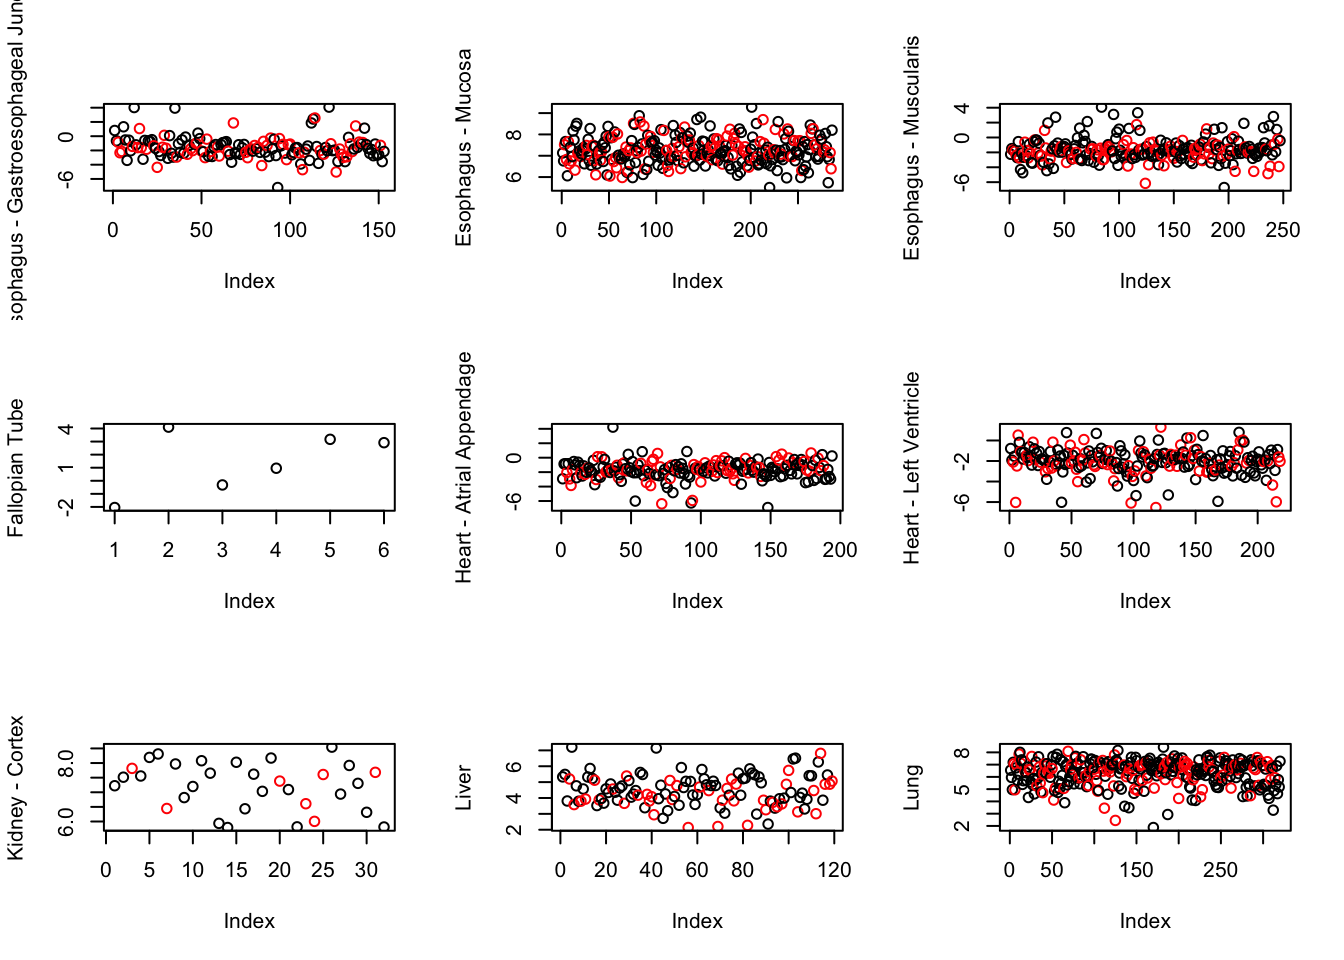 sophagus - Gastroesophageal Junc
0
-6
0 50 100 150
Index
Esophagus - Mucosa
8
6
0 50 100 200
Index
Esophagus - Muscularis
4
0
-6
0 50 100 150 200 250
Index
Fallopian Tube
4
1
-2
1 2 3 4 5 6
Index
Heart - Atrial Appendage
0
-6
0 50 100 150 200
Index
Heart - Left Ventricle
-2
-6
0 50 100 150 200
Index
Kidney - Cortex
8.0
6.0
0 5 10 15 20 25 30
Index
Liver
6
4
2
0 20 40 60 80 120
Index
Lung
8
5
2
0 50 150 250
Index